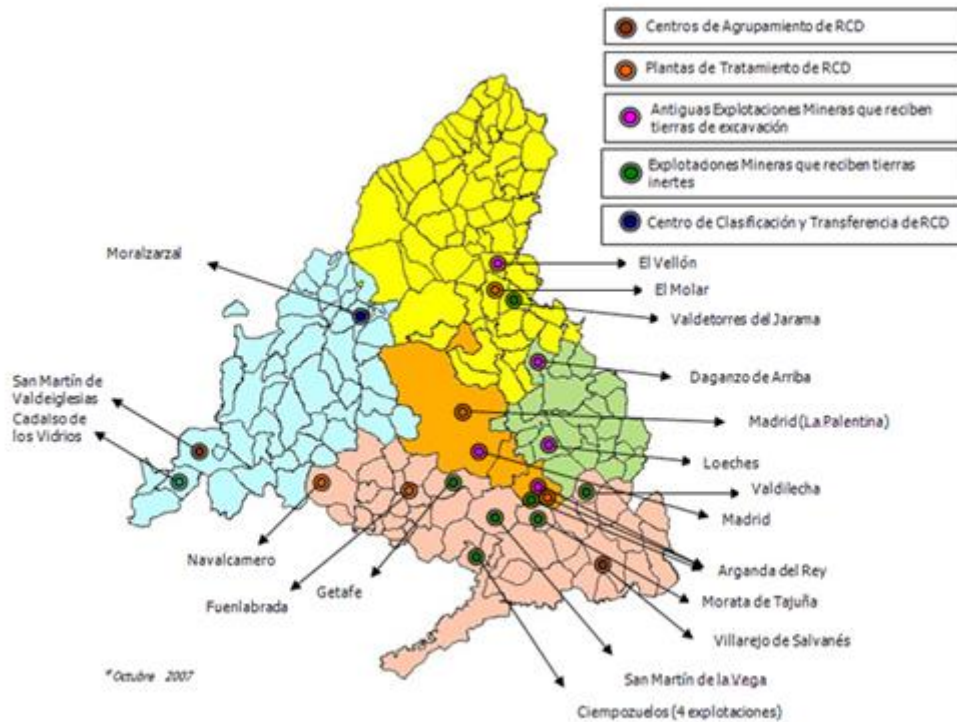 Centros de Agrupamiento de RCD
Plantas de Tratamiento de RCD
Antiguas Explotaciones Mineras que reciben
tierras de excavación
Explotaciones Mineras que reciben tierras
inertes
Centro de Clasificación y Transferencia de RCD
Moralzarzal
El Vellón
El Molar
Valdetorres del Jarama
San Martín de
Valdeiglesias
Cadalso de
los Vidrios
Daganzo de Arriba
Madrid (La Palentina)
Loeches
Valdilecha
Madrid
Navalcamero
Fuenlabrada
Getafe
Arganda del Rey
Morata de Tajuña
Villarejo de Salvanés
San Martín de la Vega
Ciempozuelos (4 explotaciones)
*Octubre 2007